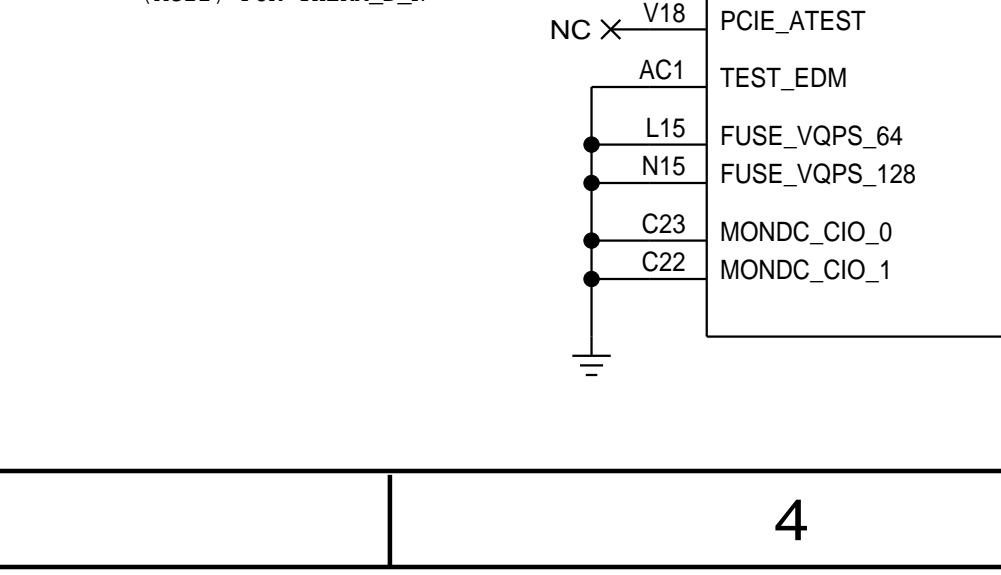 NC V18 PCIE_ATEST
AC1 TEST_EDM
L15 FUSE_VQPS_64
N15 FUSE_VQPS_128
C23 MONDC_CIO_0
C22 MONDC_CIO_1
4